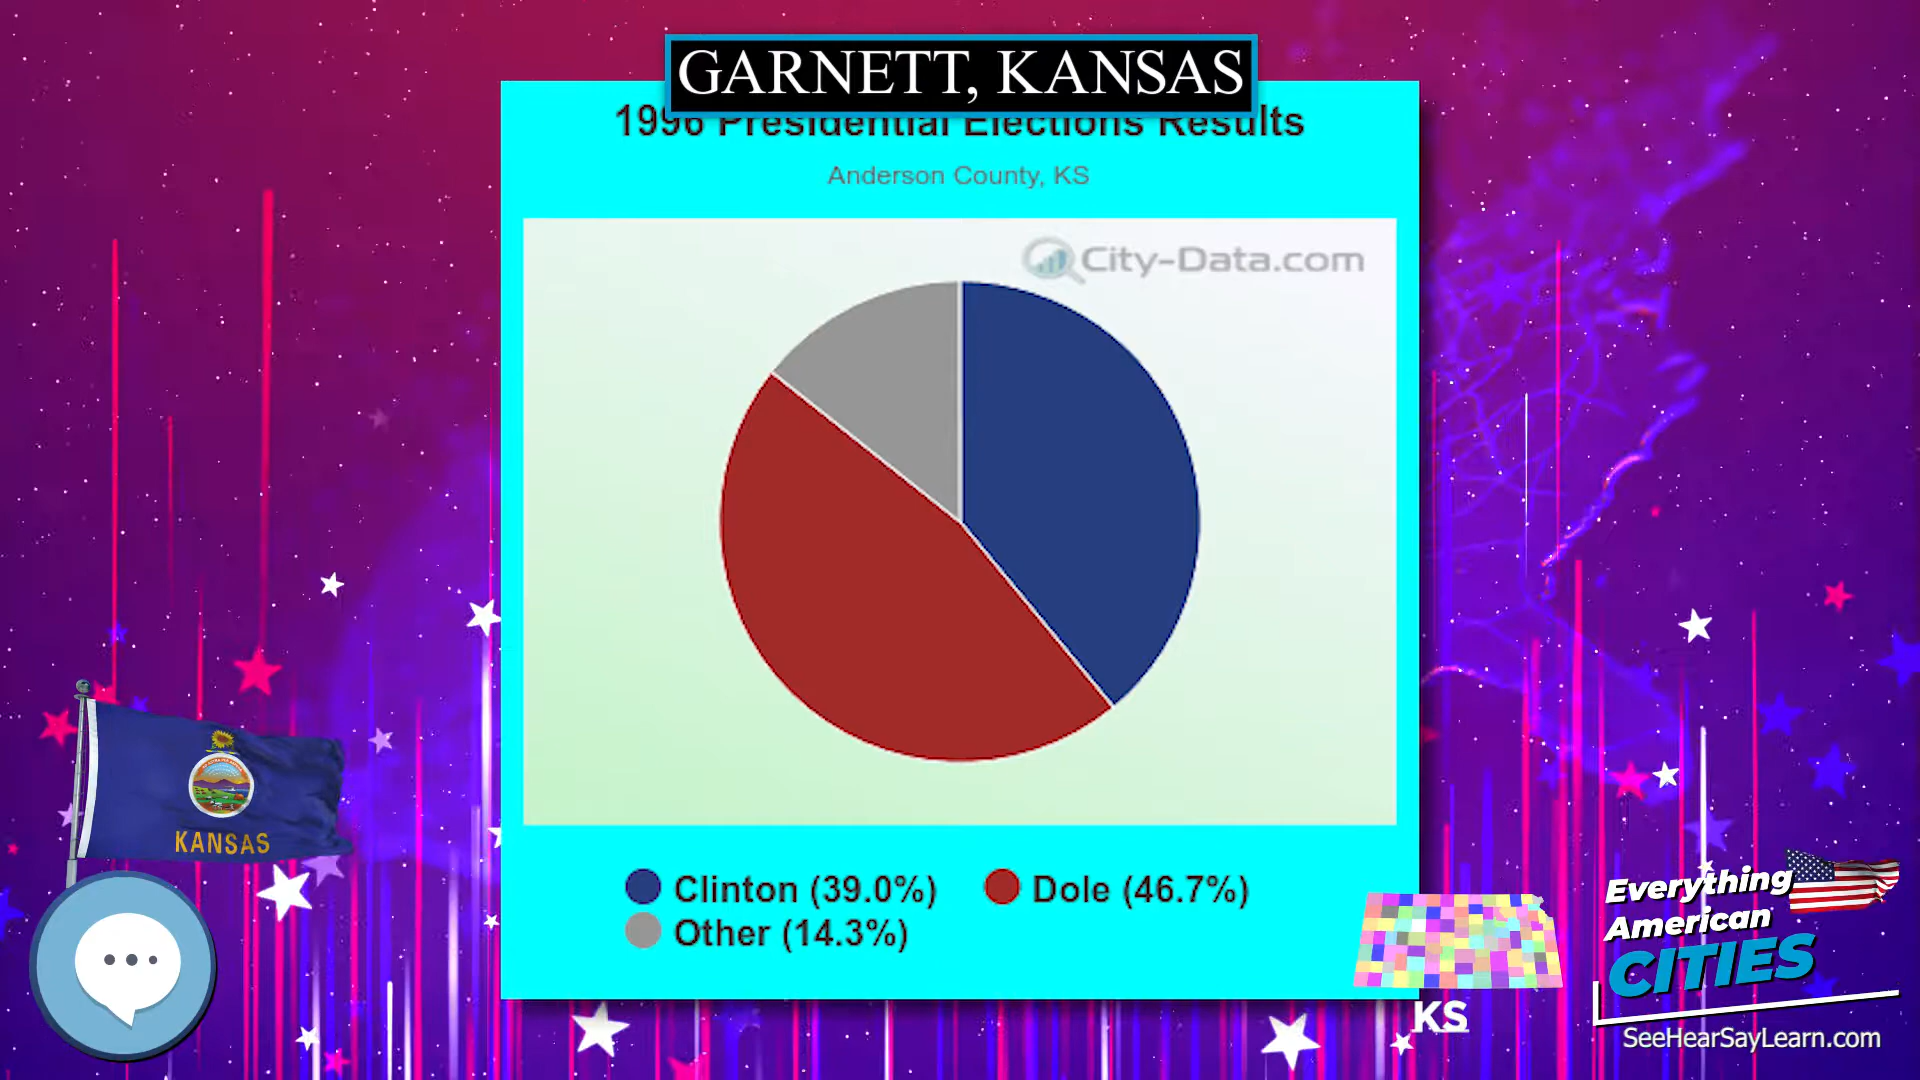 GARNETT, KANSAS
1996 Presidential Elections Results
Anderson County, KS
City-Data.com
Clinton (39.0%)
Dole (46.7%)
Other (14.3%)
KANSAS
KS
Everything
American
CITIES
SeeHearSayLearn.com